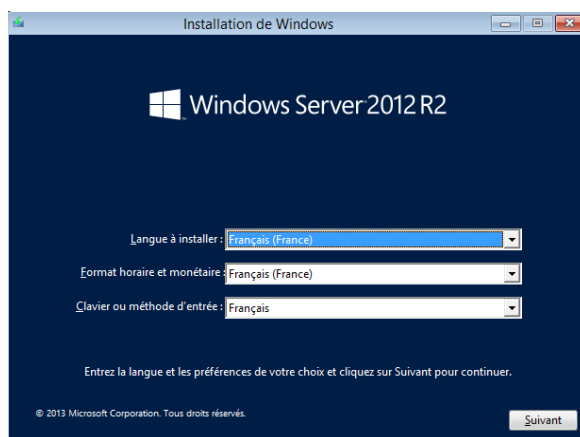 Installation de Windows
Windows Server 2012 R2
Langue à installer : Français (France)
Format horaire et monétaire : Français (France)
Clavier ou méthode d'entrée : Français
Entrez la langue et les préférences de votre choix et cliquez sur Suivant pour continuer.
© 2013 Microsoft Corporation. Tous droits réservés.
Suivant